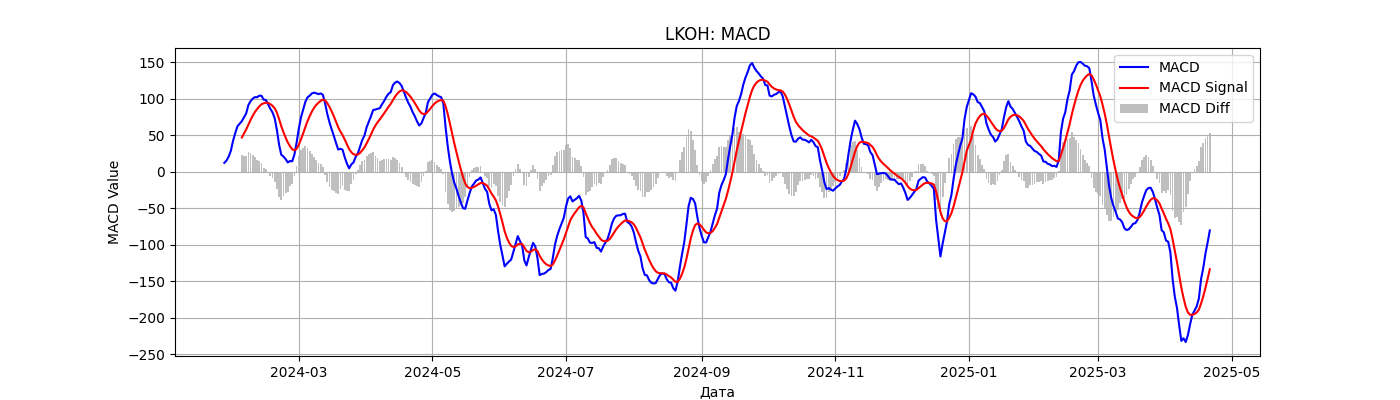 LKOH: MACD
MACD Value
150
100
50
0
−50
−100
−150
−200
−250
MACD
MACD Signal
MACD Diff
2024-03
2024-05
2024-07
2024-09
2024-11
2025-01
2025-03
2025-05
Дата